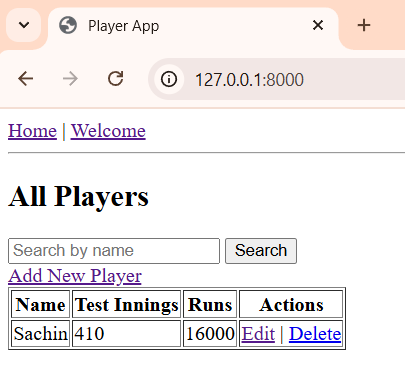 Player App
127.0.0.1:8000
Home | Welcome
All Players
Search by name Search
Add New Player
Name Test Innings Runs Actions
Sachin 410 16000 Edit | Delete